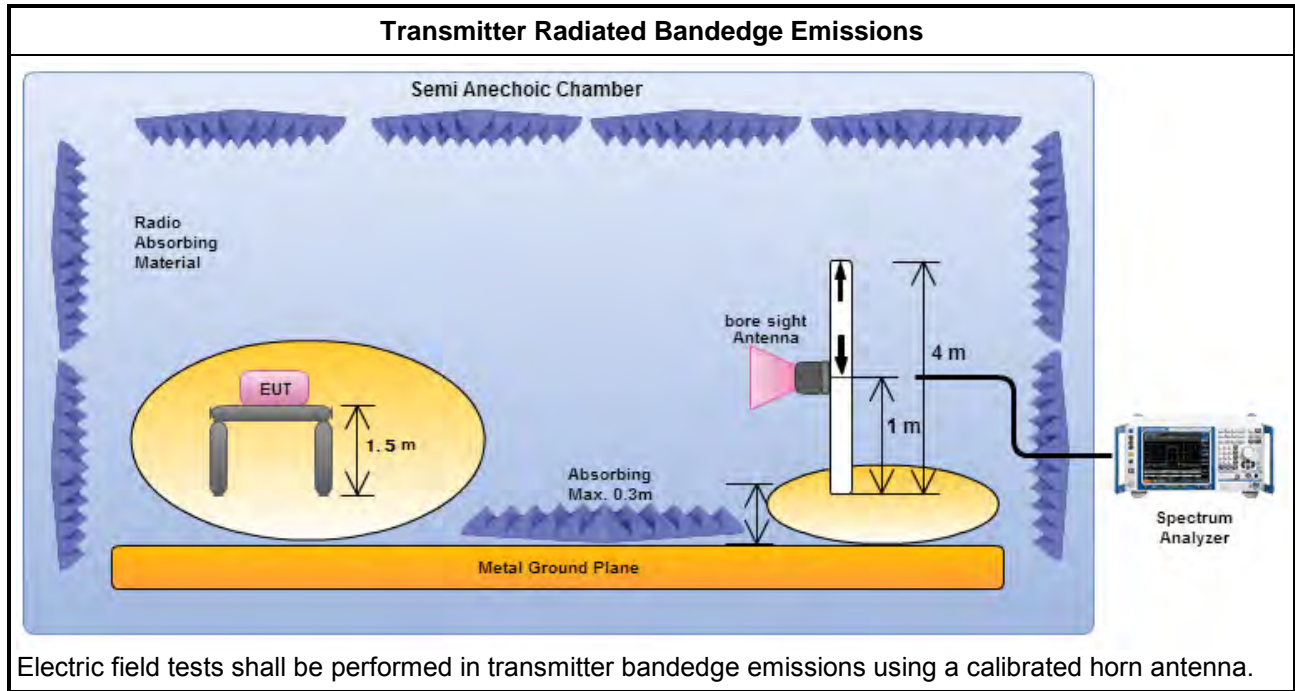 Transmitter Radiated Bandedge Emissions
Semi Anechoic Chamber
Radio
Absorbing
Material
bore sight
Antenna
4 m
EUT
1. 5 m
1 m
Absorbing
Max. 0.3m
Spectrum
Analyzer
Metal Ground Plane
Electric field tests shall be performed in transmitter bandedge emissions using a calibrated horn antenna.